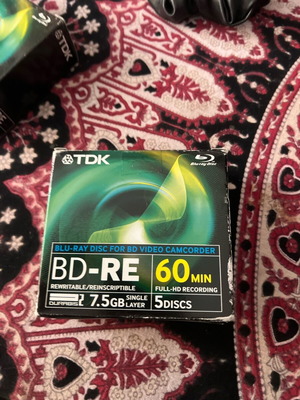 TDK
TDK
Blu-ray Disc
BLU-RAY DISC FOR BD VIDEO CAMCORDER
BD-RE
REWRITABLE/REINSCRIPTIBLE
60 MIN
FULL-HD RECORDING
DURABIS
7.5GB
SINGLE
LAYER
5DISCS